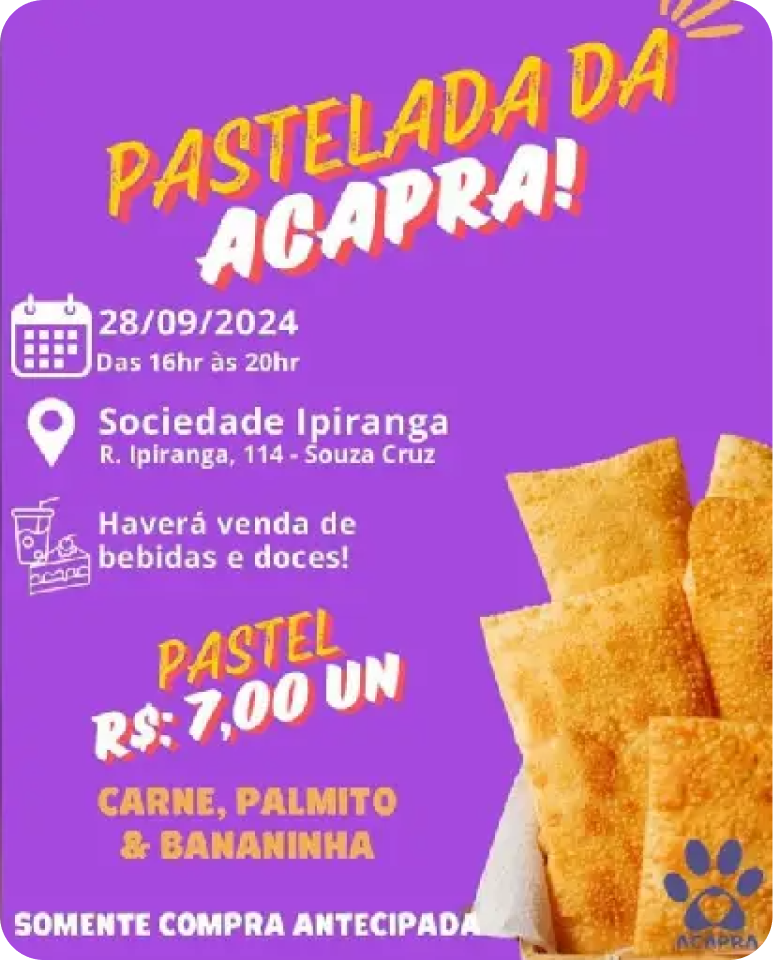 PASTELADA DA
ACAPRA!
28/09/2024
Das 16hr às 20hr
Sociedade Ipiranga
R. Ipiranga, 114 - Souza Cruz
Haverá venda de
bebidas e doces!
PASTEL
R$: 7,00 UN
CARNE, PALMITO
& BANANINHA
SOMENTE COMPRA ANTECIPADA
ACAPRA